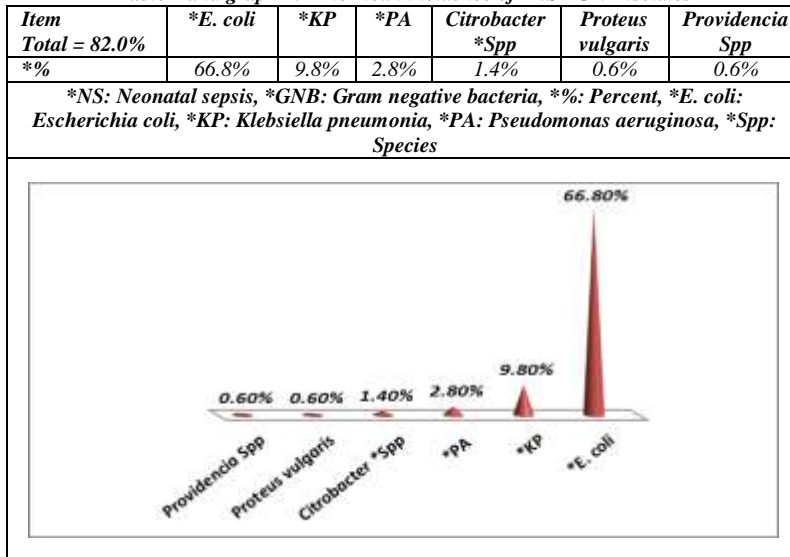 Item *E. coli *KP *PA Citrobacter Proteus Providencia
Total = 82.0% *Spp vulgaris Spp
*% 66.8% 9.8% 2.8% 1.4% 0.6% 0.6%
*NS: Neonatal sepsis, *GNB: Gram negative bacteria, *%: Percent, *E. coli:
Escherichia coli, *KP: Klebsiella pneumonia, *PA: Pseudomonas aeruginosa, *Spp:
Species
66.80%
9.80%
0.60% 0.60% 1.40% 2.80%
Providencia Spp Proteus vulgaris Citrobacter *Spp *PA *KP *E. coli